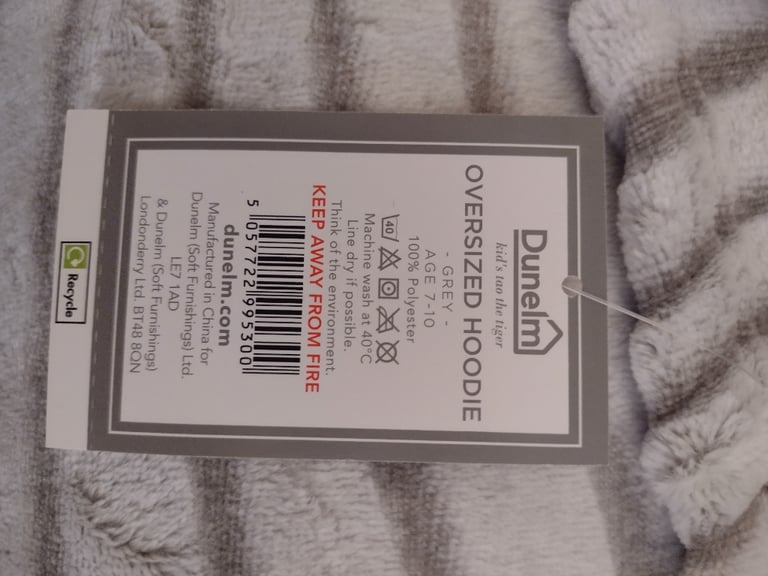 Dunelm
kid's tao the tiger
OVERSIZED HOODIE
- GREY -
AGE 7-10
100% Polyester
40
Machine wash at 40°C
Line dry if possible.
Think of the environment.
KEEP AWAY FROM FIRE
5 057722 995300
dunelm.com
Manufactured in China for
Dunelm (Soft Furnishings) Ltd.
LE7 1AD
& Dunelm (Soft Furnishings)
Londonderry Ltd. BT48 8QN
Recycle